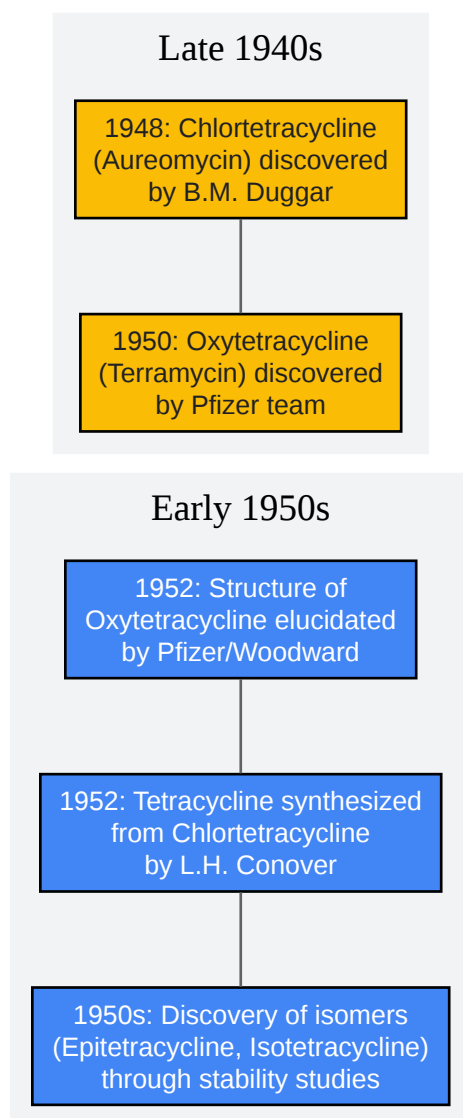 Late 1940s
1948: Chlortetracycline
(Aureomycin) discovered
by B.M. Duggar
1950: Oxytetracycline
(Terramycin) discovered
by Pfizer team
Early 1950s
1952: Structure of
Oxytetracycline elucidated
by Pfizer/Woodward
1952: Tetracycline synthesized
from Chlortetracycline
by L.H. Conover
1950s: Discovery of isomers
(Epitetracycline, Isotetracycline)
through stability studies